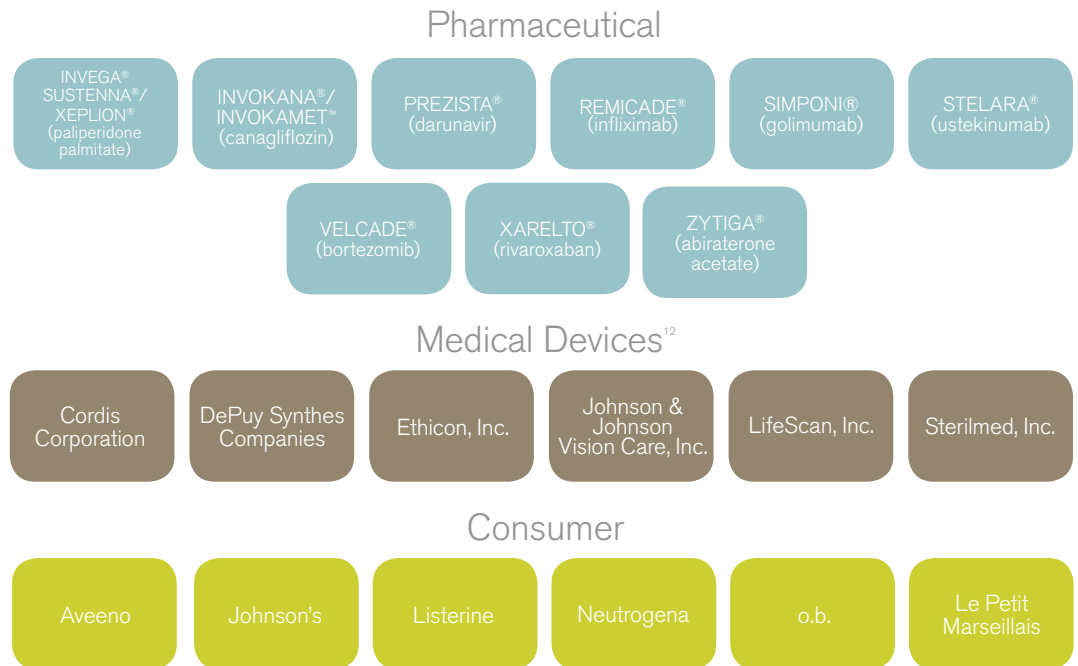 Pharmaceutical
INVEGA®
SUSTENNA®/
XEPLION®
(paliperidone
palmitate)
INVOKANA®/
INVOKAMET™
(canagliflozin)
PREZISTA®
(darunavir)
REMICADE®
(infliximab)
SIMPONI®
(golimumab)
STELARA®
(ustekinumab)
VELCADE®
(bortezomib)
XARELTO®
(rivaroxaban)
ZYTIGA®
(abiraterone
acetate)
Medical Devices¹²
Cordis
Corporation
DePuy Synthes
Companies
Ethicon, Inc.
Johnson &
Johnson
Vision Care, Inc.
LifeScan, Inc.
Sterilmed, Inc.
Consumer
Aveeno
Johnson's
Listerine
Neutrogena
o.b.
Le Petit
Marseillais